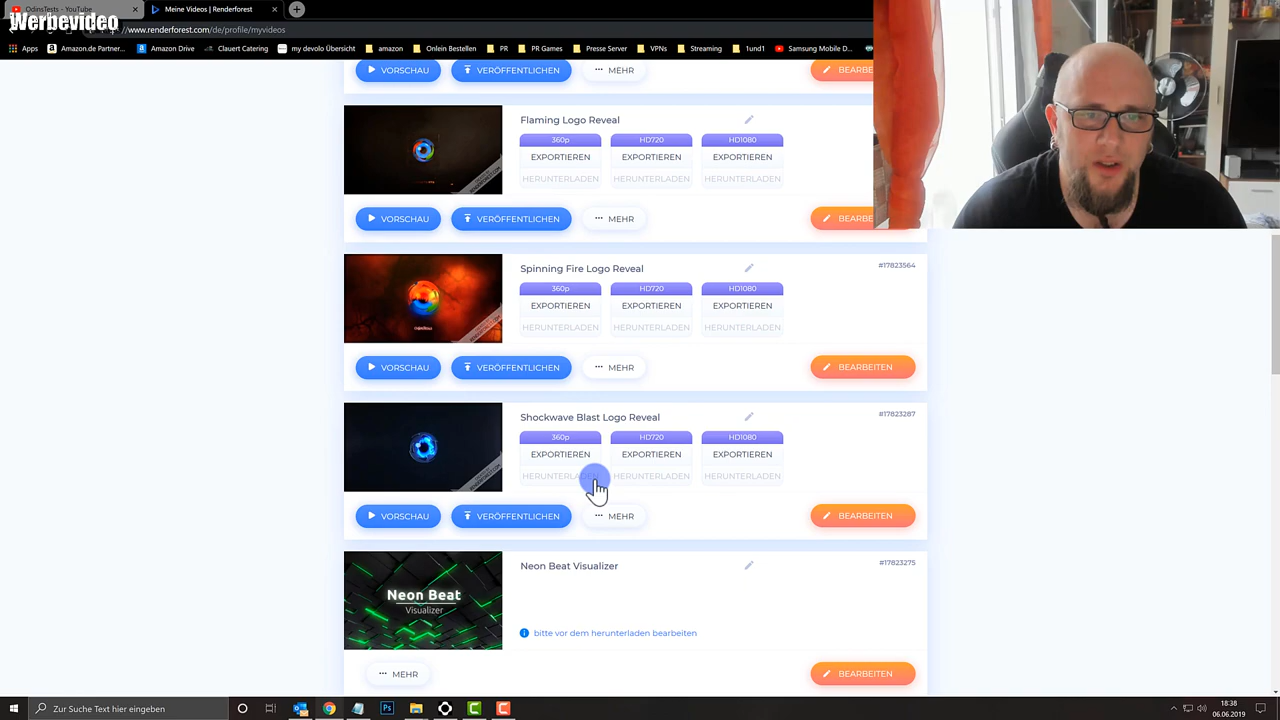 OdinsTests - YouTube
Meine Videos | Renderforest
Werbevideo
www.renderforest.com/de/profile/myvideos
Apps
Amazon.de Partner...
Amazon Drive
Clauert Catering
my devolo Übersicht
amazon
Onlein Bestellen
PR
PR Games
Presse Server
VPNs
Streaming
1und1
Samsung Mobile D...
VORSCHAU
VERÖFFENTLICHEN
MEHR
BEARBE
Flaming Logo Reveal
360p
HD720
HD1080
EXPORTIEREN
EXPORTIEREN
EXPORTIEREN
HERUNTERLADEN
HERUNTERLADEN
HERUNTERLADEN
VORSCHAU
VERÖFFENTLICHEN
MEHR
BEARBE
Spinning Fire Logo Reveal
#17823564
360p
HD720
HD1080
EXPORTIEREN
EXPORTIEREN
EXPORTIEREN
HERUNTERLADEN
HERUNTERLADEN
HERUNTERLADEN
VORSCHAU
VERÖFFENTLICHEN
MEHR
BEARBEITEN
Shockwave Blast Logo Reveal
#17823287
360p
HD720
HD1080
EXPORTIEREN
EXPORTIEREN
EXPORTIEREN
HERUNTERLADEN
HERUNTERLADEN
HERUNTERLADEN
VORSCHAU
VERÖFFENTLICHEN
MEHR
BEARBEITEN
Neon Beat
Visualizer
Neon Beat Visualizer
#17823275
bitte vor dem herunterladen bearbeiten
MEHR
BEARBEITEN
Zur Suche Text hier eingeben
18:38
06.06.2019